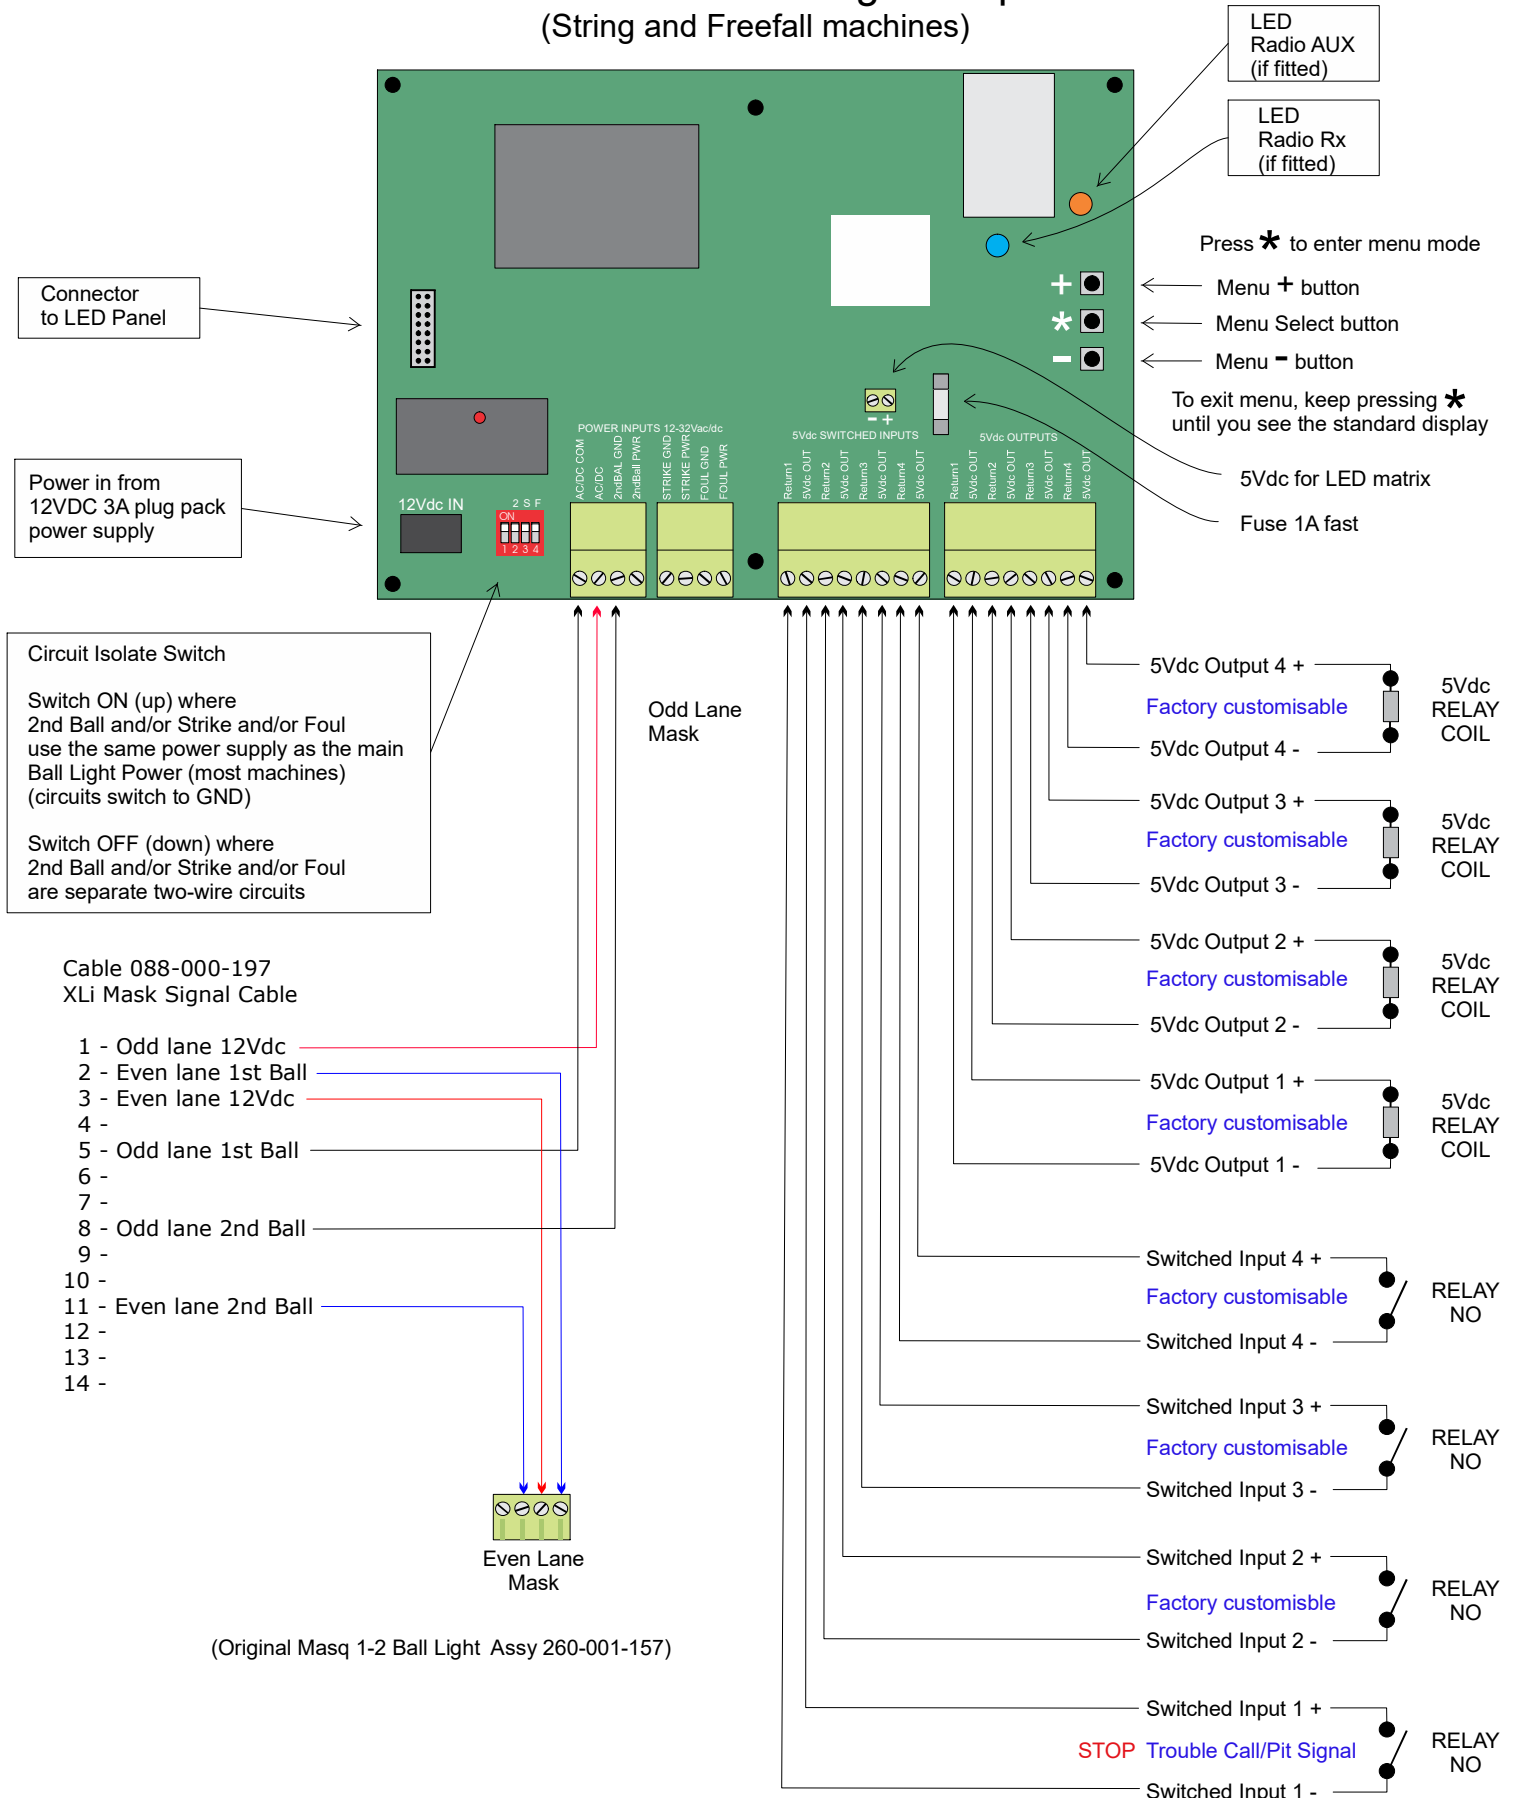 (String and Freefall machines)
LED
Radio AUX
(if fitted)
LED
Radio Rx
(if fitted)
Press * to enter menu mode
+
Menu + button
*
Menu Select button
-
Menu - button
To exit menu, keep pressing *
until you see the standard display
5Vdc for LED matrix
Fuse 1A fast
Connector
to LED Panel
Power in from
12VDC 3A plug pack
power supply
12Vdc IN
2 S F
ON
1 2 3 4
POWER INPUTS 12-32Vac/dc
AC/DC COM
AC/DC
2ndBAL GND
2ndBall PWR
STRIKE GND
STRIKE PWR
FOUL GND
FOUL PWR
- +
5Vdc SWITCHED INPUTS
Return1
5Vdc OUT
Return2
5Vdc OUT
Return3
5Vdc OUT
Return4
5Vdc OUT
5Vdc OUTPUTS
Return1
5Vdc OUT
Return2
5Vdc OUT
Return3
5Vdc OUT
Return4
5Vdc OUT
Circuit Isolate Switch
Switch ON (up) where
2nd Ball and/or Strike and/or Foul
use the same power supply as the main
Ball Light Power (most machines)
(circuits switch to GND)
Switch OFF (down) where
2nd Ball and/or Strike and/or Foul
are separate two-wire circuits
Odd Lane
Mask
5Vdc Output 4 +
Factory customisable
5Vdc Output 4 -
5Vdc
RELAY
COIL
5Vdc Output 3 +
Factory customisable
5Vdc Output 3 -
5Vdc
RELAY
COIL
5Vdc Output 2 +
Factory customisable
5Vdc Output 2 -
5Vdc
RELAY
COIL
5Vdc Output 1 +
Factory customisable
5Vdc Output 1 -
5Vdc
RELAY
COIL
Cable 088-000-197
XLi Mask Signal Cable
1 - Odd lane 12Vdc
2 - Even lane 1st Ball
3 - Even lane 12Vdc
4 -
5 - Odd lane 1st Ball
6 -
7 -
8 - Odd lane 2nd Ball
9 -
10 -
11 - Even lane 2nd Ball
12 -
13 -
14 -
Even Lane
Mask
(Original Masq 1-2 Ball Light Assy 260-001-157)
Switched Input 4 +
Factory customisable
Switched Input 4 -
RELAY
NO
Switched Input 3 +
Factory customisable
Switched Input 3 -
RELAY
NO
Switched Input 2 +
Factory customisble
Switched Input 2 -
RELAY
NO
Switched Input 1 +
STOP Trouble Call/Pit Signal
Switched Input 1 -
RELAY
NO